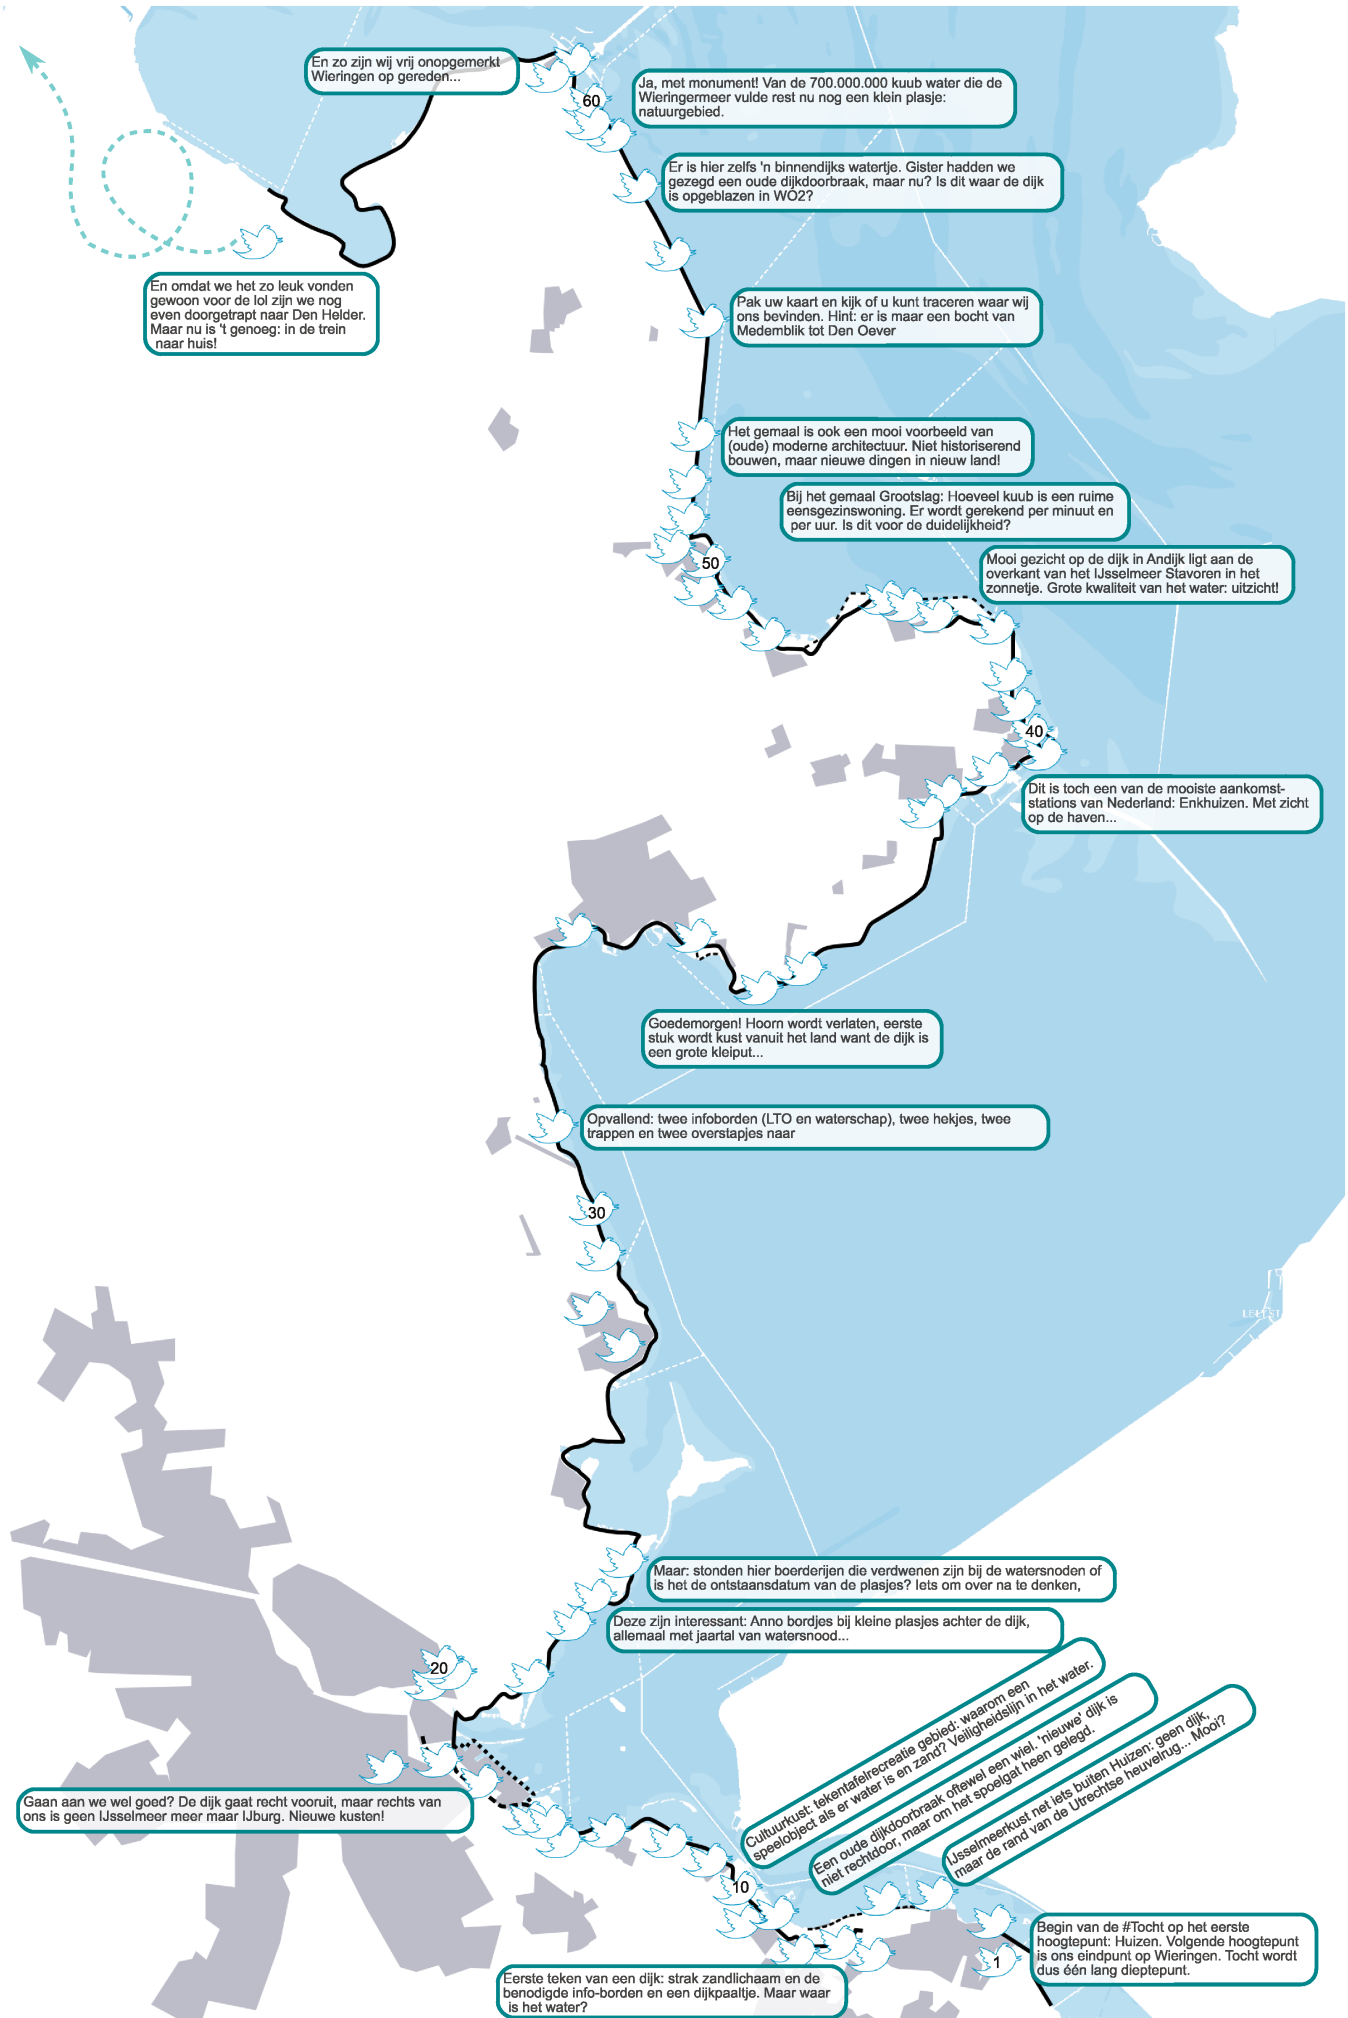 En zo zijn wij vrij onopgemerkt
Wieringen op gereden...
60
Ja, met monument! Van de 700.000.000 kuub water die de
Wieringermeer vulde rest nu nog een klein plasje:
natuurgebied.
Er is hier zelfs 'n binnendijks watertje. Gister hadden we
gezegd een oude dijkdoorbraak, maar nu? Is dit waar de dijk
is opgeblazen in WO2?
En omdat we het zo leuk vonden
gewoon voor de lol zijn we nog
even doorgetrapt naar Den Helder.
Maar nu is 't genoeg: in de trein
naar huis!
Pak uw kaart en kijk of u kunt traceren waar wij
ons bevinden. Hint: er is maar een bocht van
Medemblik tot Den Oever
Het gemaal is ook een mooi voorbeeld van
(oude) moderne architectuur. Niet historiserend
bouwen, maar nieuwe dingen in nieuw land!
Bij het gemaal Grootslag: Hoeveel kuub is een ruime
eensgezinswoning. Er wordt gerekend per minuut en
per uur. Is dit voor de duidelijkheid?
50
Mooi gezicht op de dijk in Andijk ligt aan de
overkant van het IJsselmeer Stavoren in het
zonnetje. Grote kwaliteit van het water: uitzicht!
40
Dit is toch een van de mooiste aankomst-
stations van Nederland: Enkhuizen. Met zicht
op de haven...
Goedemorgen! Hoorn wordt verlaten, eerste
stuk wordt kust vanuit het land want de dijk is
een grote kleiput...
Opvallend: twee infoborden (LTO en waterschap), twee hekjes, twee
trappen en twee overstapjes naar
30
Maar: stonden hier boerderijen die verdwenen zijn bij de watersnoden of
is het de ontstaansdatum van de plasjes? Iets om over na te denken,
Deze zijn interessant: Anno bordjes bij kleine plasjes achter de dijk,
allemaal met jaartal van watersnood...
20
Cultuurkust: tekentafelrecreatie gebied: waarom een
speelobject als er water is en zand? Veiligheidslijn in het water.
Een oude dijkdoorbraak oftewel een wiel. 'nieuwe' dijk is
niet rechtdoor, maar om het spoelgat heen gelegd.
IJsselmeerkust net iets buiten Huizen: geen dijk,
maar de rand van de Utrechtse heuvelrug... Mooi?
Gaan aan we wel goed? De dijk gaat recht vooruit, maar rechts van
ons is geen IJsselmeer meer maar IJburg. Nieuwe kusten!
10
Begin van de #Tocht op het eerste
hoogtepunt: Huizen. Volgende hoogtepunt
is ons eindpunt op Wieringen. Tocht wordt
dus één lang dieptepunt.
1
Eerste teken van een dijk: strak zandlichaam en de
benodigde info-borden en een dijkpaaltje. Maar waar
is het water?